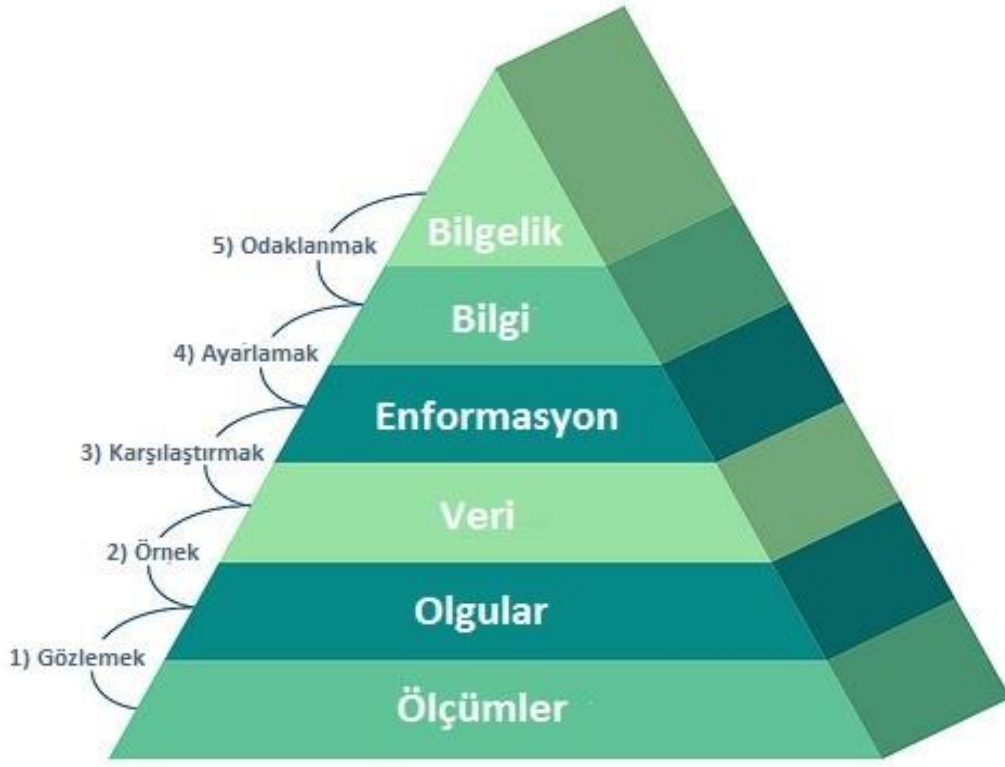 Bilgelik
5) Odaklanmak
Bilgi
4) Ayarlamak
Enformasyon
3) Karşılaştırmak
Veri
2) Örnek
Olgular
1) Gözlemek
Ölçümler